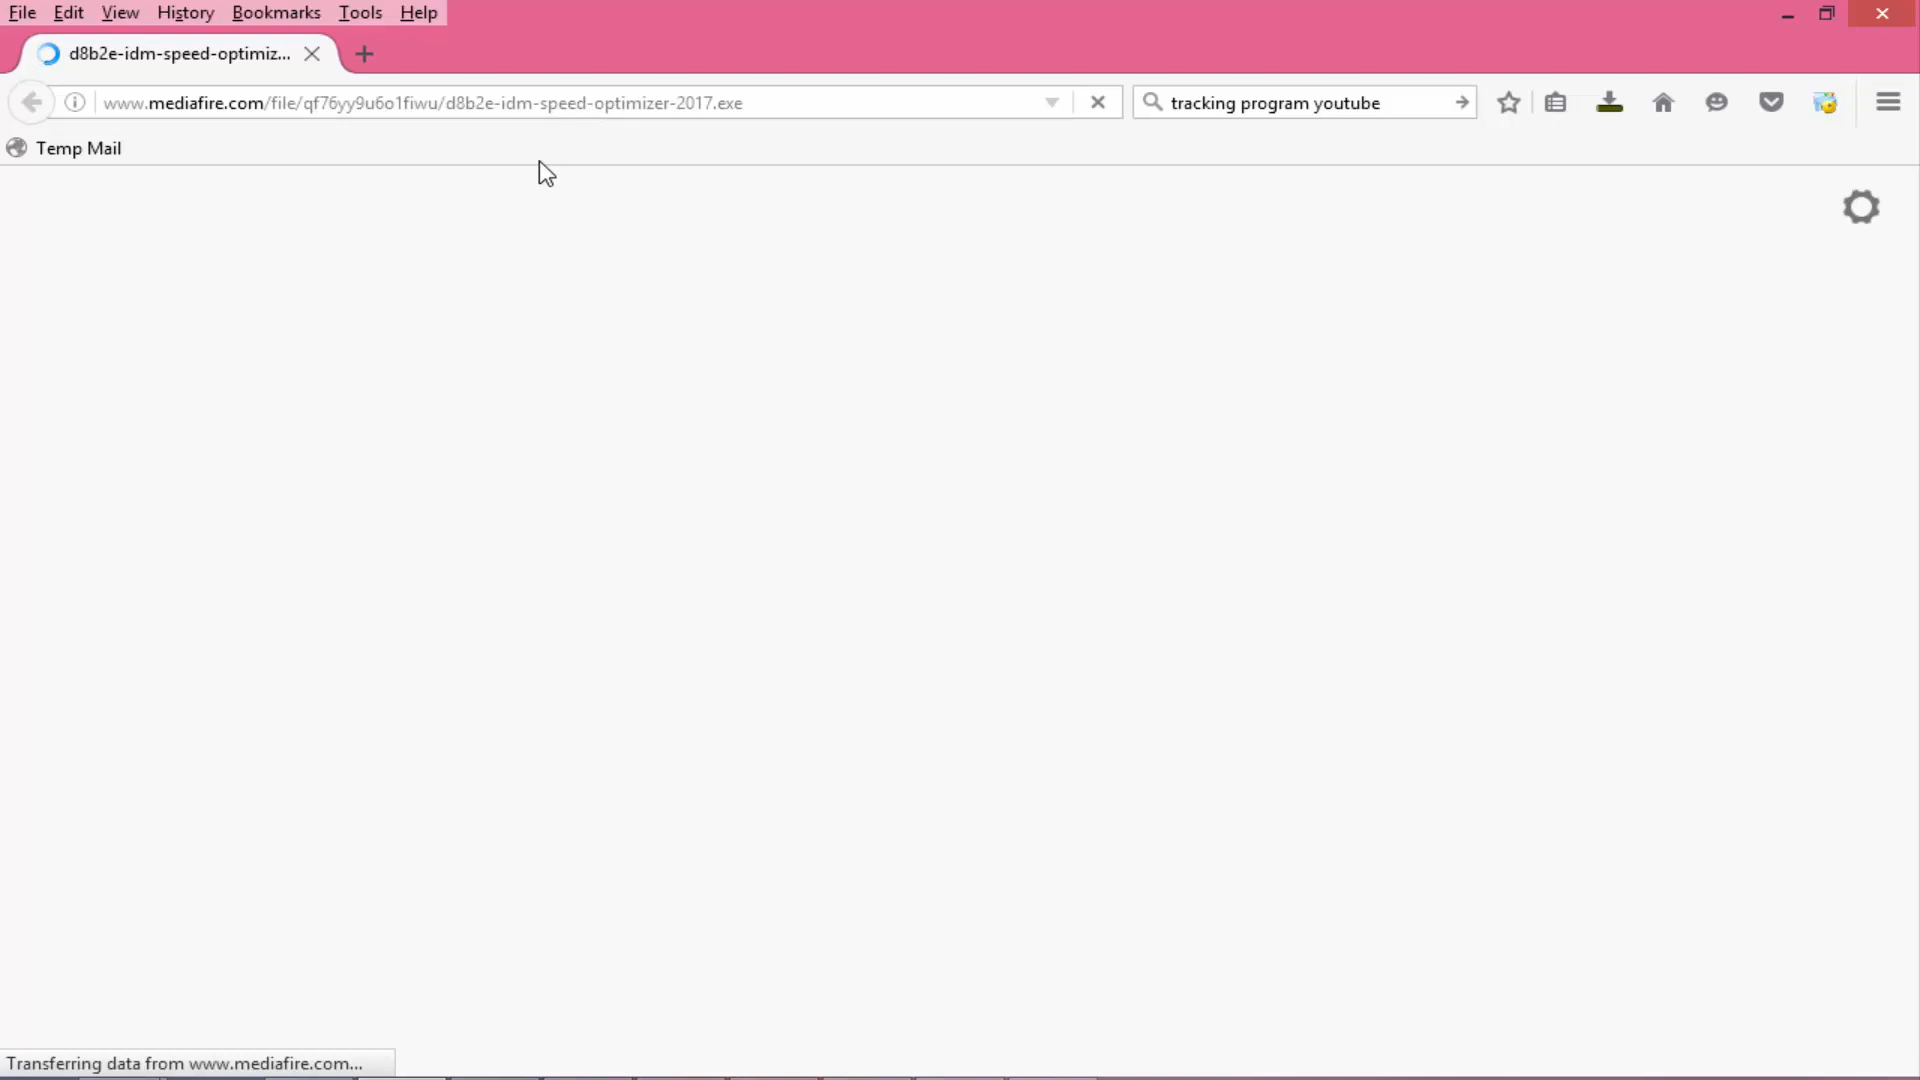 File Edit View History Bookmarks Tools Help
d8b2e-idm-speed-optimiz...
www.mediafire.com/file/qf76yy9u6o1fiwu/d8b2e-idm-speed-optimizer-2017.exe
tracking program youtube
Temp Mail
Transferring data from www.mediafire.com...